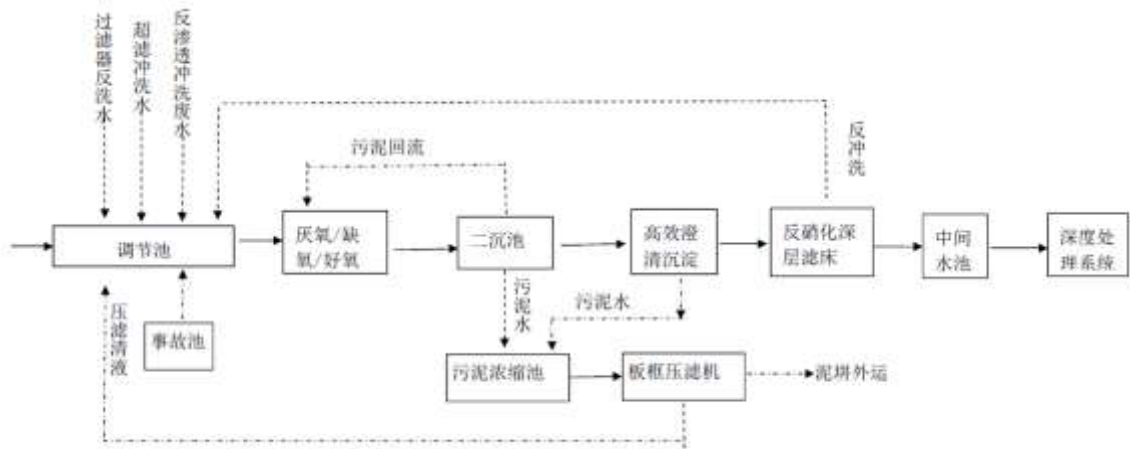 过滤器反洗水
超滤冲洗水
反渗透冲洗废水
反冲洗
污泥回流
调节池
厌氧/缺
氧/好氧
二沉池
高效澄
清沉淀
反硝化深
层滤床
中间
水池
深度处
理系统
压滤清液
事故池
污泥水
污泥水
污泥浓缩池
板框压滤机
泥坍外运